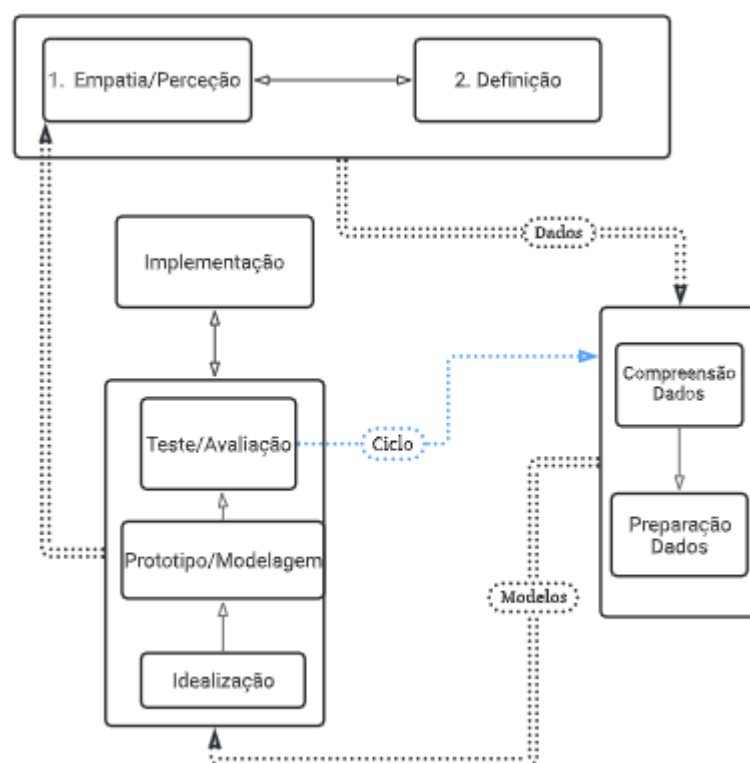 1. Empatia/Perceção
2. Definição
Dados
Implementação
Compreensão
Dados
Teste/Avaliação
Ciclo
Preparação
Dados
Prototipo/Modelagem
Modelos
Idealização